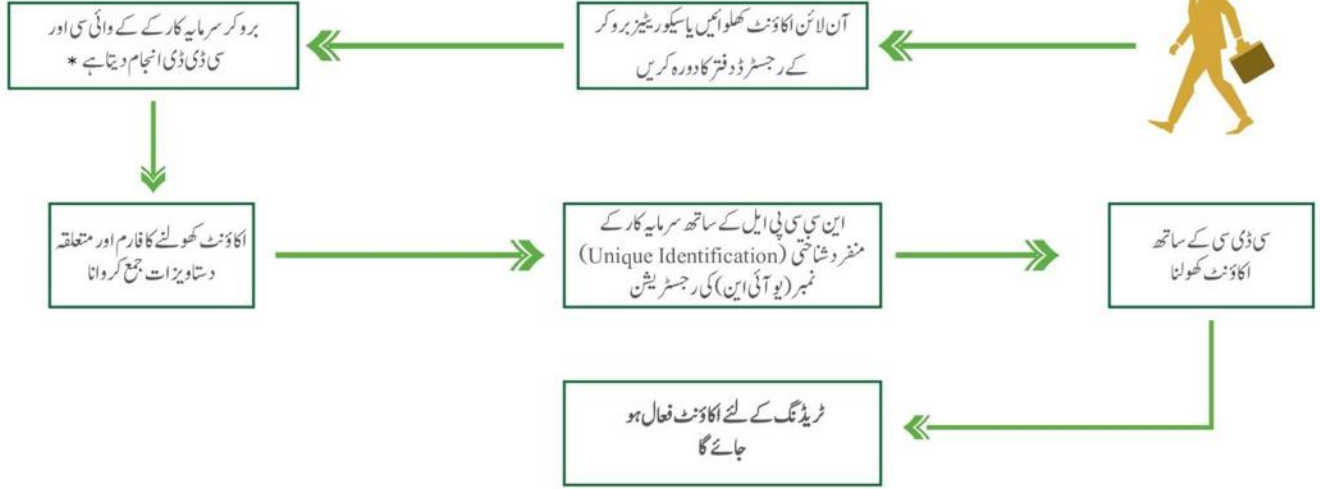 آن لائن اکاؤنٹ کھلوائیں یا سیکوریٹیز بروکر
کے رجسٹرڈ دفتر کا دورہ کریں
بروکر سرمایہ کار کے کے وائی سی اور
سی ڈی ڈی انجام دیتا ہے *
اکاؤنٹ کھولنے کا فارم اور متعلقہ
دستاویزات جمع کروانا
این سی سی پی ایل کے ساتھ سرمایہ کار کے
منفرد شناختی (Unique Identification)
نمبر (یو آئی این) کی رجسٹریشن
سی ڈی سی کے ساتھ
اکاؤنٹ کھولنا
ٹریڈنگ کے لئے اکاؤنٹ فعال ہو
جائے گا